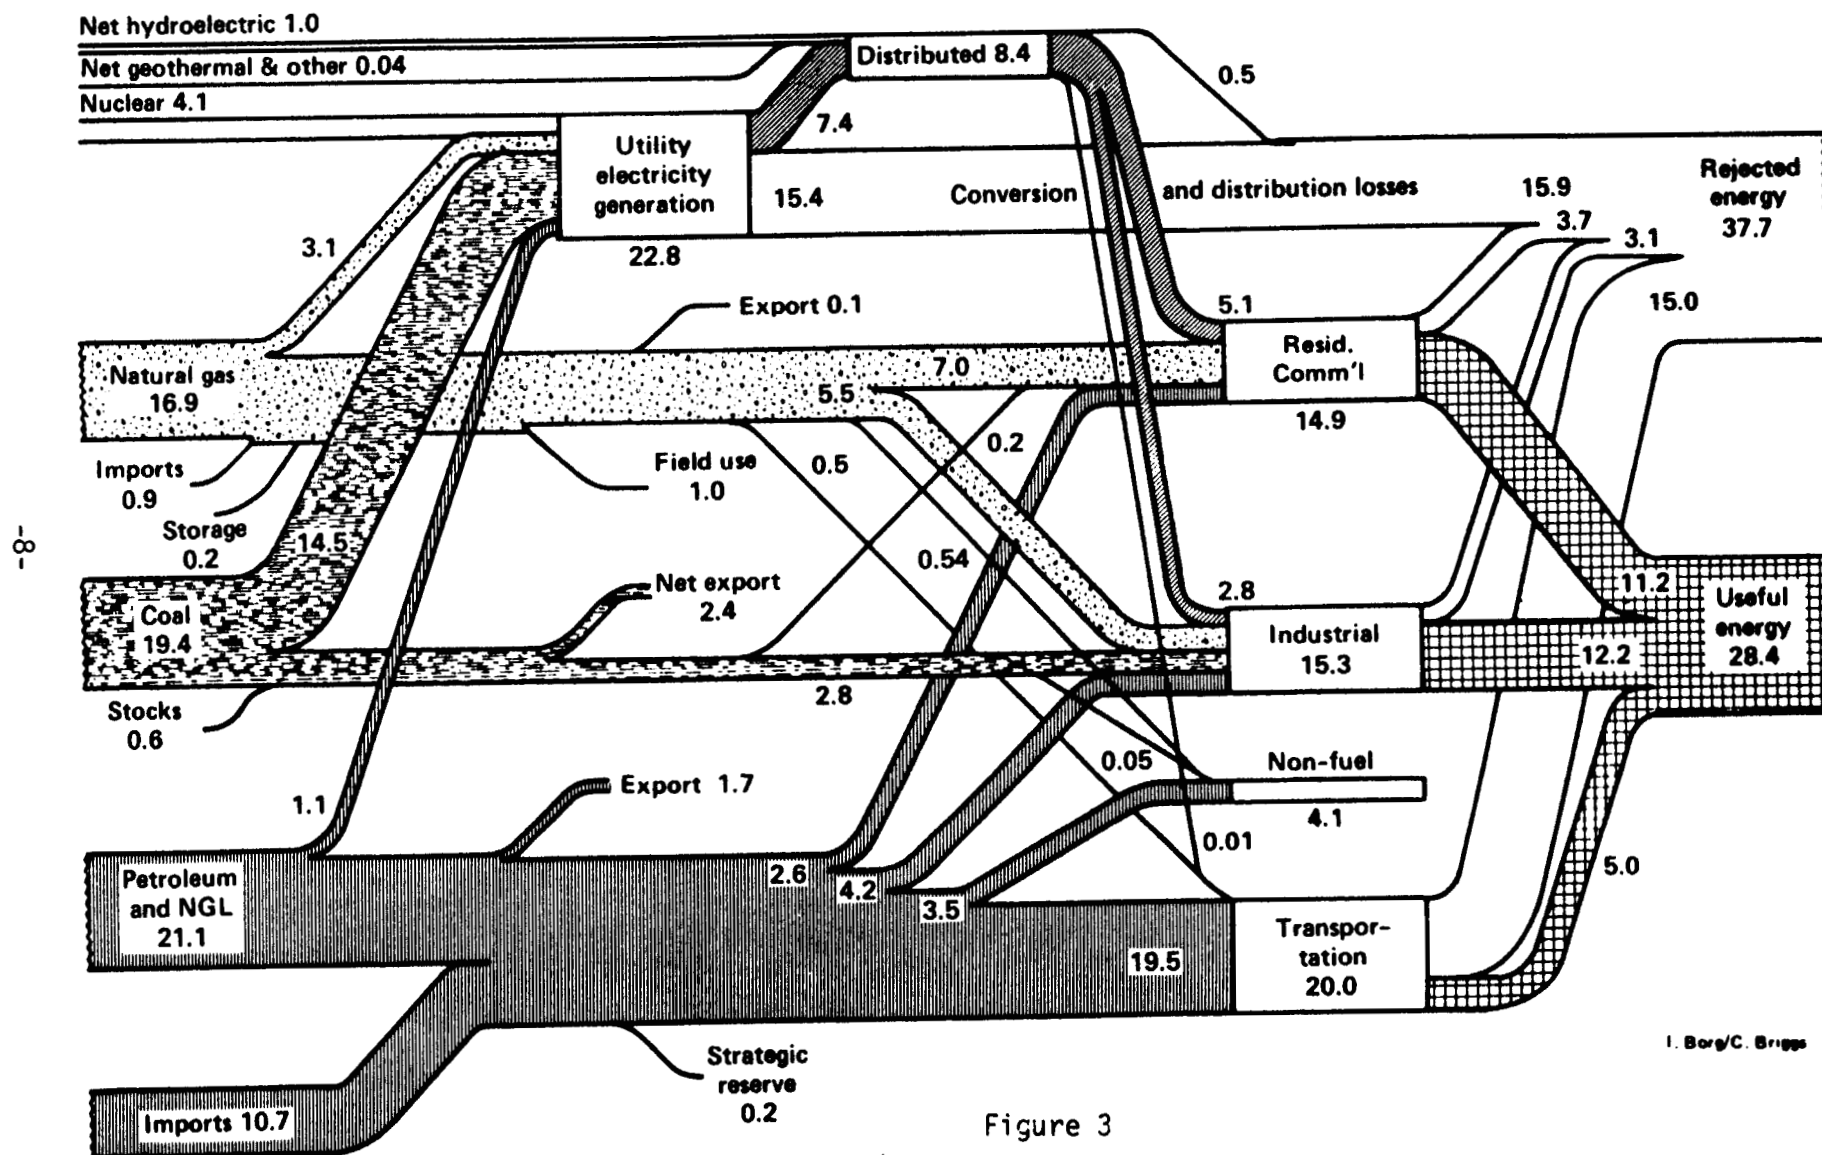 Net hydroelectric 1.0
Net geothermal & other 0.04
Nuclear 4.1
Distributed 8.4
0.5
7.4
Utility
electricity
generation
22.8
15.4
Conversion and distribution losses
15.9
3.7
3.1
15.0
Rejected
energy
37.7
3.1
Export 0.1
5.1
Resid.
Comm'l
14.9
Natural gas
16.9
7.0
5.5
Imports
0.9
Storage
0.2
Field use
1.0
0.5
0.2
14.5
0.54
-8-
Coal
19.4
Net export
2.4
2.8
Industrial
15.3
11.2
12.2
Useful
energy
28.4
Stocks
0.6
2.8
1.1
Export 1.7
0.05
Non-fuel
4.1
0.01
Petroleum
and NGL
21.1
2.6
4.2
3.5
19.5
Transpor-
tation
20.0
5.0
Imports 10.7
Strategic
reserve
0.2
I. Borg/C. Briggs
Figure 3